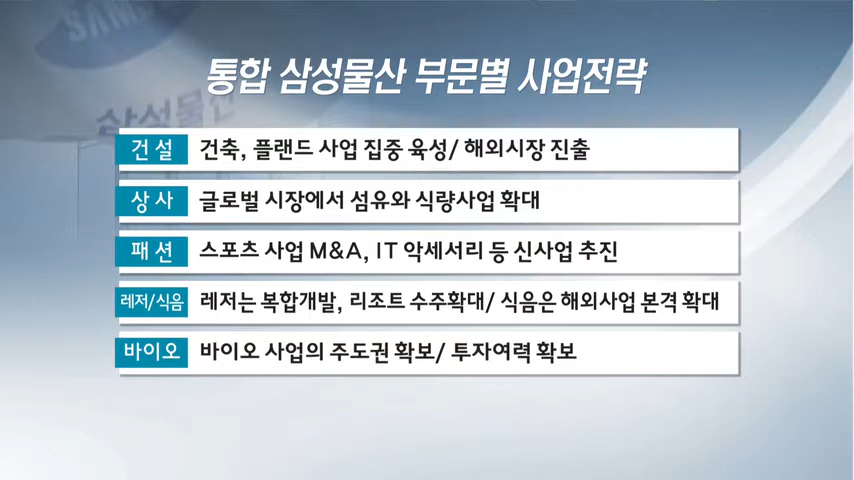 SAMSUNG
삼성물산
통합 삼성물산 부문별 사업전략
건설 건축, 플랜드 사업 집중 육성/ 해외시장 진출
상사 글로벌 시장에서 섬유와 식량사업 확대
패션 스포츠 사업 M&A, IT 악세서리 등 신사업 추진
레저/식음 레저는 복합개발, 리조트 수주확대/ 식음은 해외사업 본격 확대
바이오 바이오 사업의 주도권 확보/ 투자여력 확보